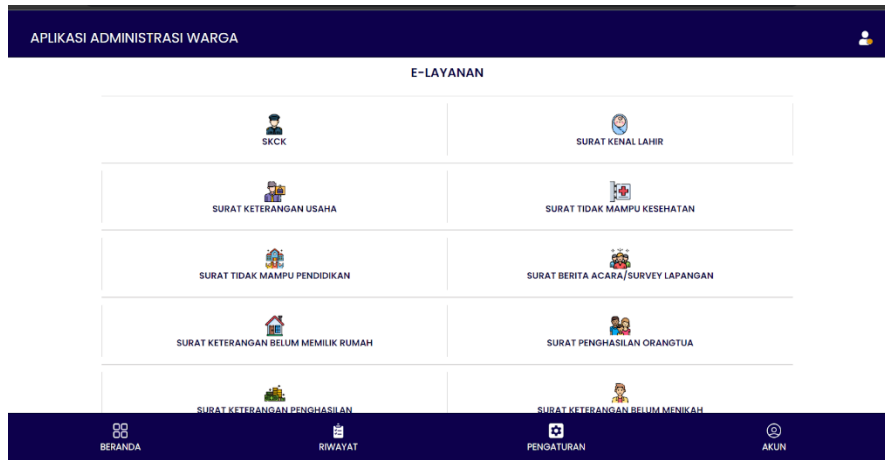 APLIKASI ADMINISTRASI WARGA
E-LAYANAN
SKCK
SURAT KENAL LAHIR
SURAT KETERANGAN USAHA
SURAT TIDAK MAMPU KESEHATAN
SURAT TIDAK MAMPU PENDIDIKAN
SURAT BERITA ACARA/SURVEY LAPANGAN
SURAT KETERANGAN BELUM MEMILIK RUMAH
SURAT PENGHASILAN ORANGTUA
SURAT KETERANGAN PENGHASILAN
SURAT KETERANGAN BELUM MENIKAH
BERANDA
RIWAYAT
PENGATURAN
AKUN